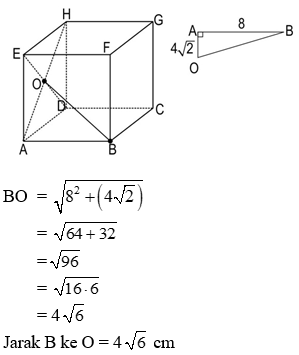 H
G
E
F
O
D
C
A
B
A 8 B
4√2
O
BO = √(8² + (4√2))
= √(64 + 32)
= √96
= √(16 · 6)
= 4√6
Jarak B ke O = 4√6 cm